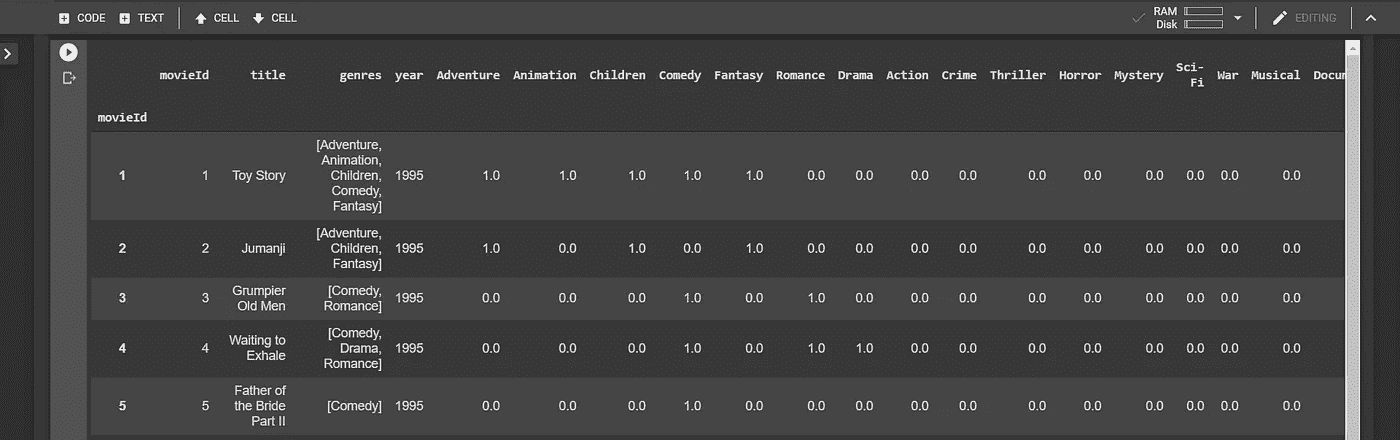 CODE TEXT CELL CELL RAM Disk EDITING
movieId title genres year Adventure Animation Children Comedy Fantasy Romance Drama Action Crime Thriller Horror Mystery Sci-Fi War Musical Docum
movieId
1 1 Toy Story [Adventure, Animation, Children, Comedy, Fantasy] 1995 1.0 1.0 1.0 1.0 1.0 0.0 0.0 0.0 0.0 0.0 0.0 0.0 0.0 0.0 0.0
2 2 Jumanji [Adventure, Children, Fantasy] 1995 1.0 0.0 1.0 0.0 1.0 0.0 0.0 0.0 0.0 0.0 0.0 0.0 0.0 0.0 0.0
3 3 Grumpier Old Men [Comedy, Romance] 1995 0.0 0.0 0.0 1.0 0.0 1.0 0.0 0.0 0.0 0.0 0.0 0.0 0.0 0.0 0.0
4 4 Waiting to Exhale [Comedy, Drama, Romance] 1995 0.0 0.0 0.0 1.0 0.0 1.0 1.0 0.0 0.0 0.0 0.0 0.0 0.0 0.0 0.0
5 5 Father of the Bride Part II [Comedy] 1995 0.0 0.0 0.0 1.0 0.0 0.0 0.0 0.0 0.0 0.0 0.0 0.0 0.0 0.0 0.0